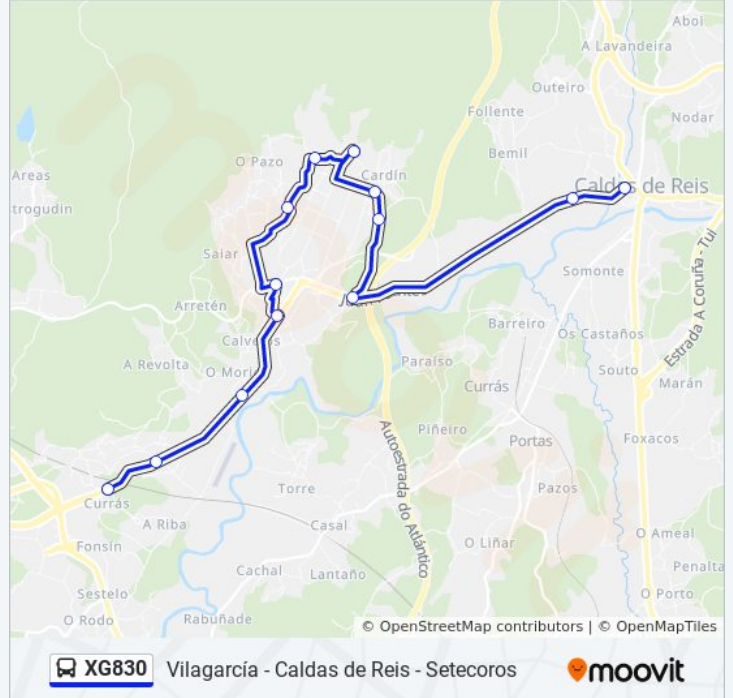 Aboi
A Lavandeira
Outeiro
Follente
Nodar
Bemil
O Pazo
Cardín
Areas
Caldas de Reis
Saiar
Somonte
Arretén
Barreiro
Os Castaños
Calve
A Revolta
Paraíso
O Mori
Souto
Marán
Currás
Estrada A Coruña - Tui
Piñeiro
Portas
Foxacos
Autoestrada do Atlántico
Torre
Pazos
Currás
A Riba
Casal
O Ameal
Fonsín
O Liñar
Cachal
Lantaño
Penalta
Sestelo
O Porto
O Rodo
Rabuñade
© OpenStreetMap contributors | © OpenMapTiles
XG830 Vilagarcía - Caldas de Reis - Setecoros moovit